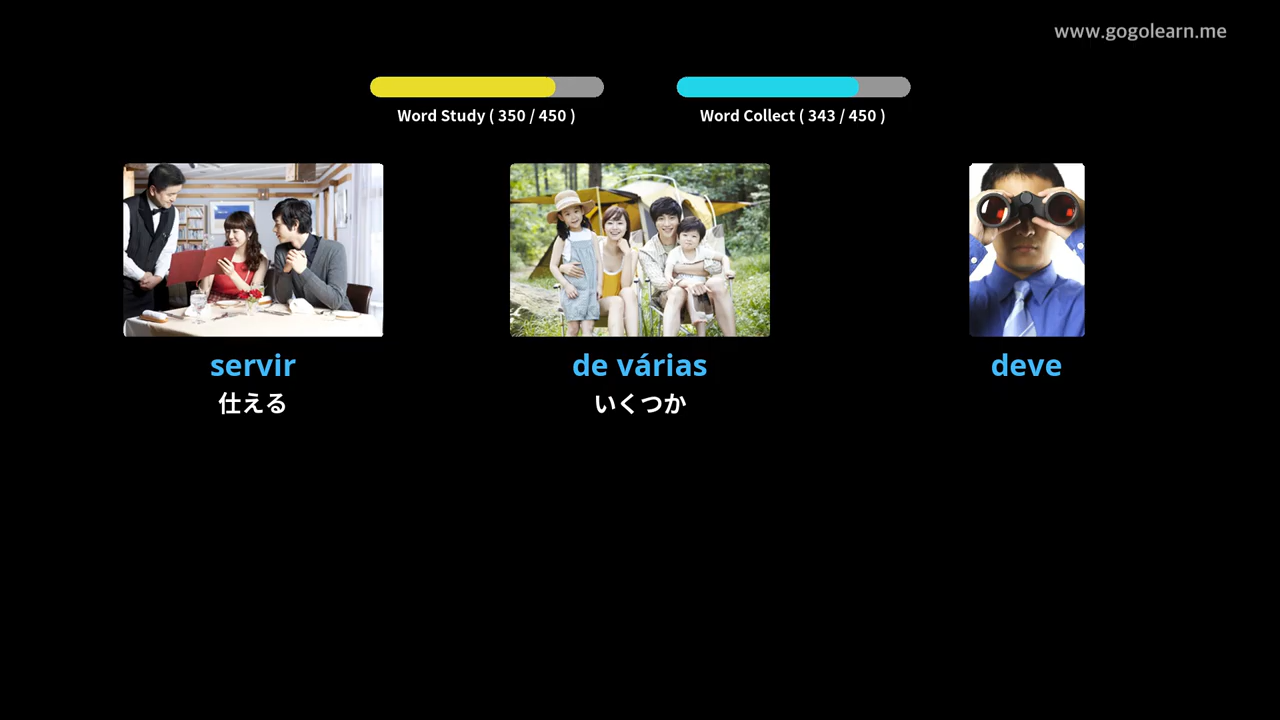 www.gogolearn.me
Word Study ( 350 / 450 )
Word Collect ( 343 / 450 )
servir
de várias
deve
仕える
いくつか